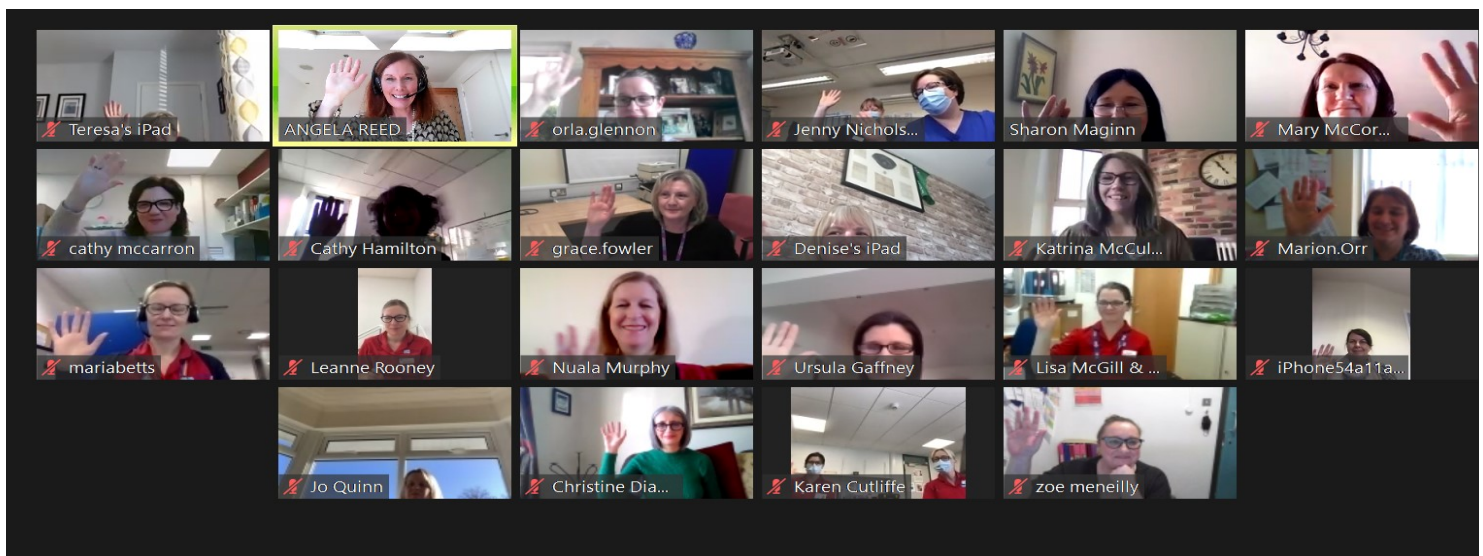 Teresa's iPad
ANGELA REED
orla.glennon
Jenny Nichols...
Sharon Maginn
Mary McCor...
cathy mccarron
Cathy Hamilton
grace.fowler
Denise's iPad
Katrina McCul...
Marion.Orr
mariabetts
Leanne Rooney
Nuala Murphy
Ursula Gaffney
Lisa McGill & ...
iPhone54a11a...
Jo Quinn
Christine Dia...
Karen Cutliffe
zoe meneilly